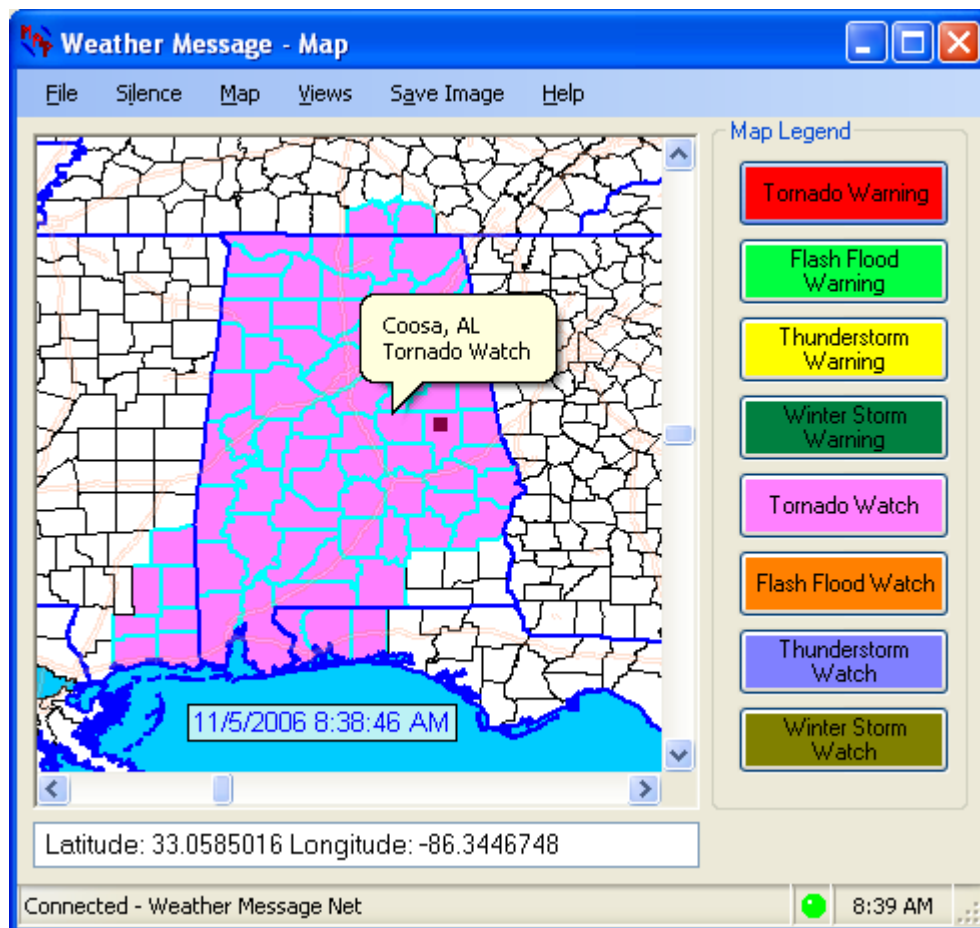 Weather Message - Map
File Silence Map Views Save Image Help
Map Legend
Tornado Warning
Flash Flood
Warning
Thunderstorm
Warning
Winter Storm
Warning
Tornado Watch
Flash Flood Watch
Thunderstorm
Watch
Winter Storm
Watch
Coosa, AL
Tornado Watch
11/5/2006 8:38:46 AM
Latitude: 33.0585016 Longitude: -86.3446748
Connected - Weather Message Net
8:39 AM